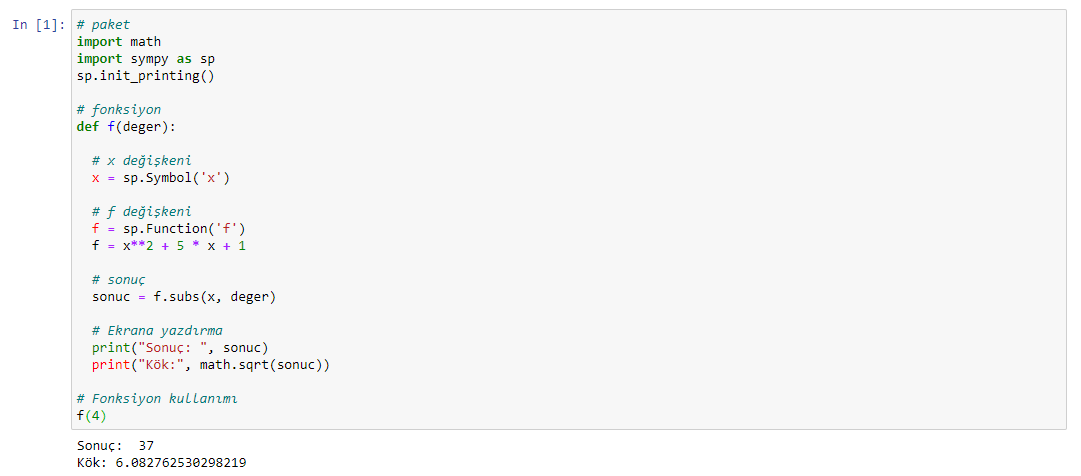 In [1]: # paket
import math
import sympy as sp
sp.init_printing()
# fonksiyon
def f(deger):
# x değişkeni
x = sp.Symbol('x')
# f değişkeni
f = sp.Function('f')
f = x**2 + 5 * x + 1
# sonuç
sonuc = f.subs(x, deger)
# Ekrana yazdırma
print("Sonuç: ", sonuc)
print("Kök:", math.sqrt(sonuc))
# Fonksiyon kullanımı
f(4)
Sonuç:  37
Kök: 6.082762530298219